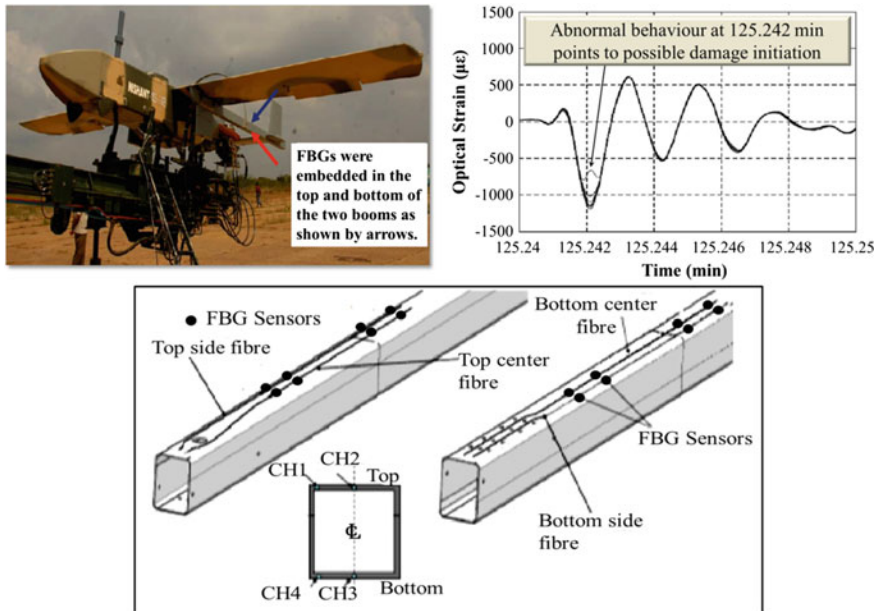 NISHANT
FBGs were
embedded in the
top and bottom of
the two booms as
shown by arrows.
1500
1000
500
0
-500
-1000
-1500
Optical Strain (με)
Abnormal behaviour at 125.242 min
points to possible damage initiation
125.24
125.242
125.244
125.246
125.248
125.25
Time (min)
FBG Sensors
Top side fibre
Top center
fibre
Bottom center
fibre
FBG Sensors
Bottom side
fibre
CH1
CH2
Top
℄
CH4
CH3
Bottom